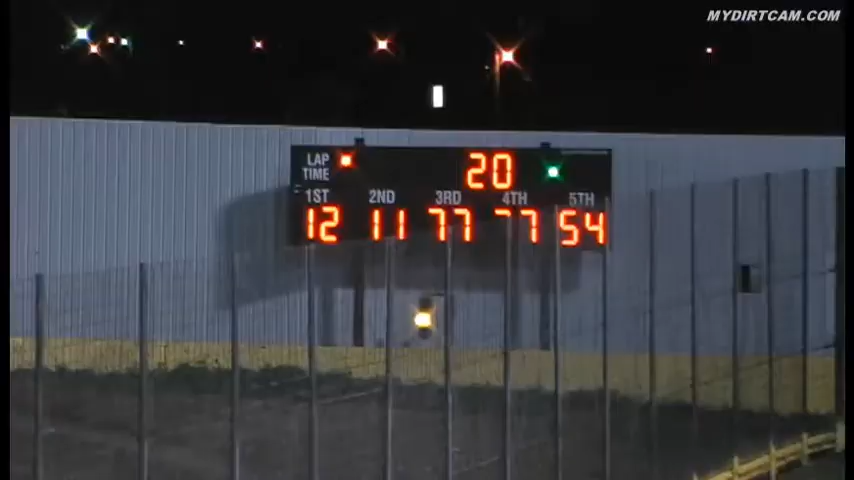 MYDIRTCAM.COM
LAP TIME
20
1ST 2ND 3RD 4TH 5TH
12 11 77 77 54